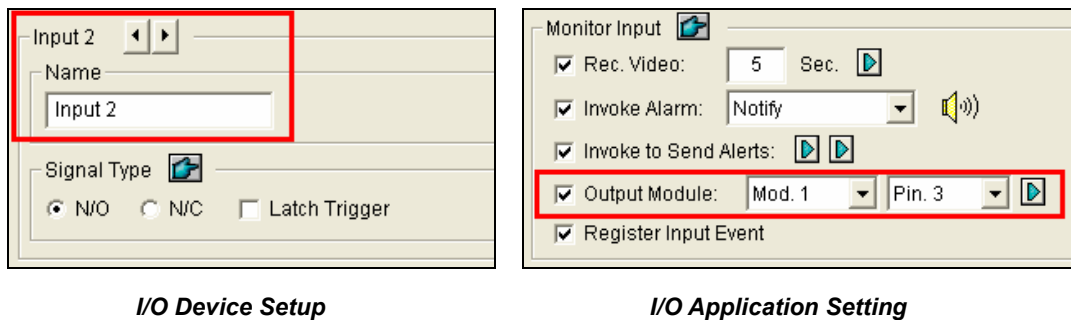 Input 2
Name
Input 2
Signal Type
N/O N/C Latch Trigger
I/O Device Setup
Monitor Input
Rec. Video: 5 Sec.
Invoke Alarm: Notify
Invoke to Send Alerts:
Output Module: Mod. 1 Pin. 3
Register Input Event
I/O Application Setting